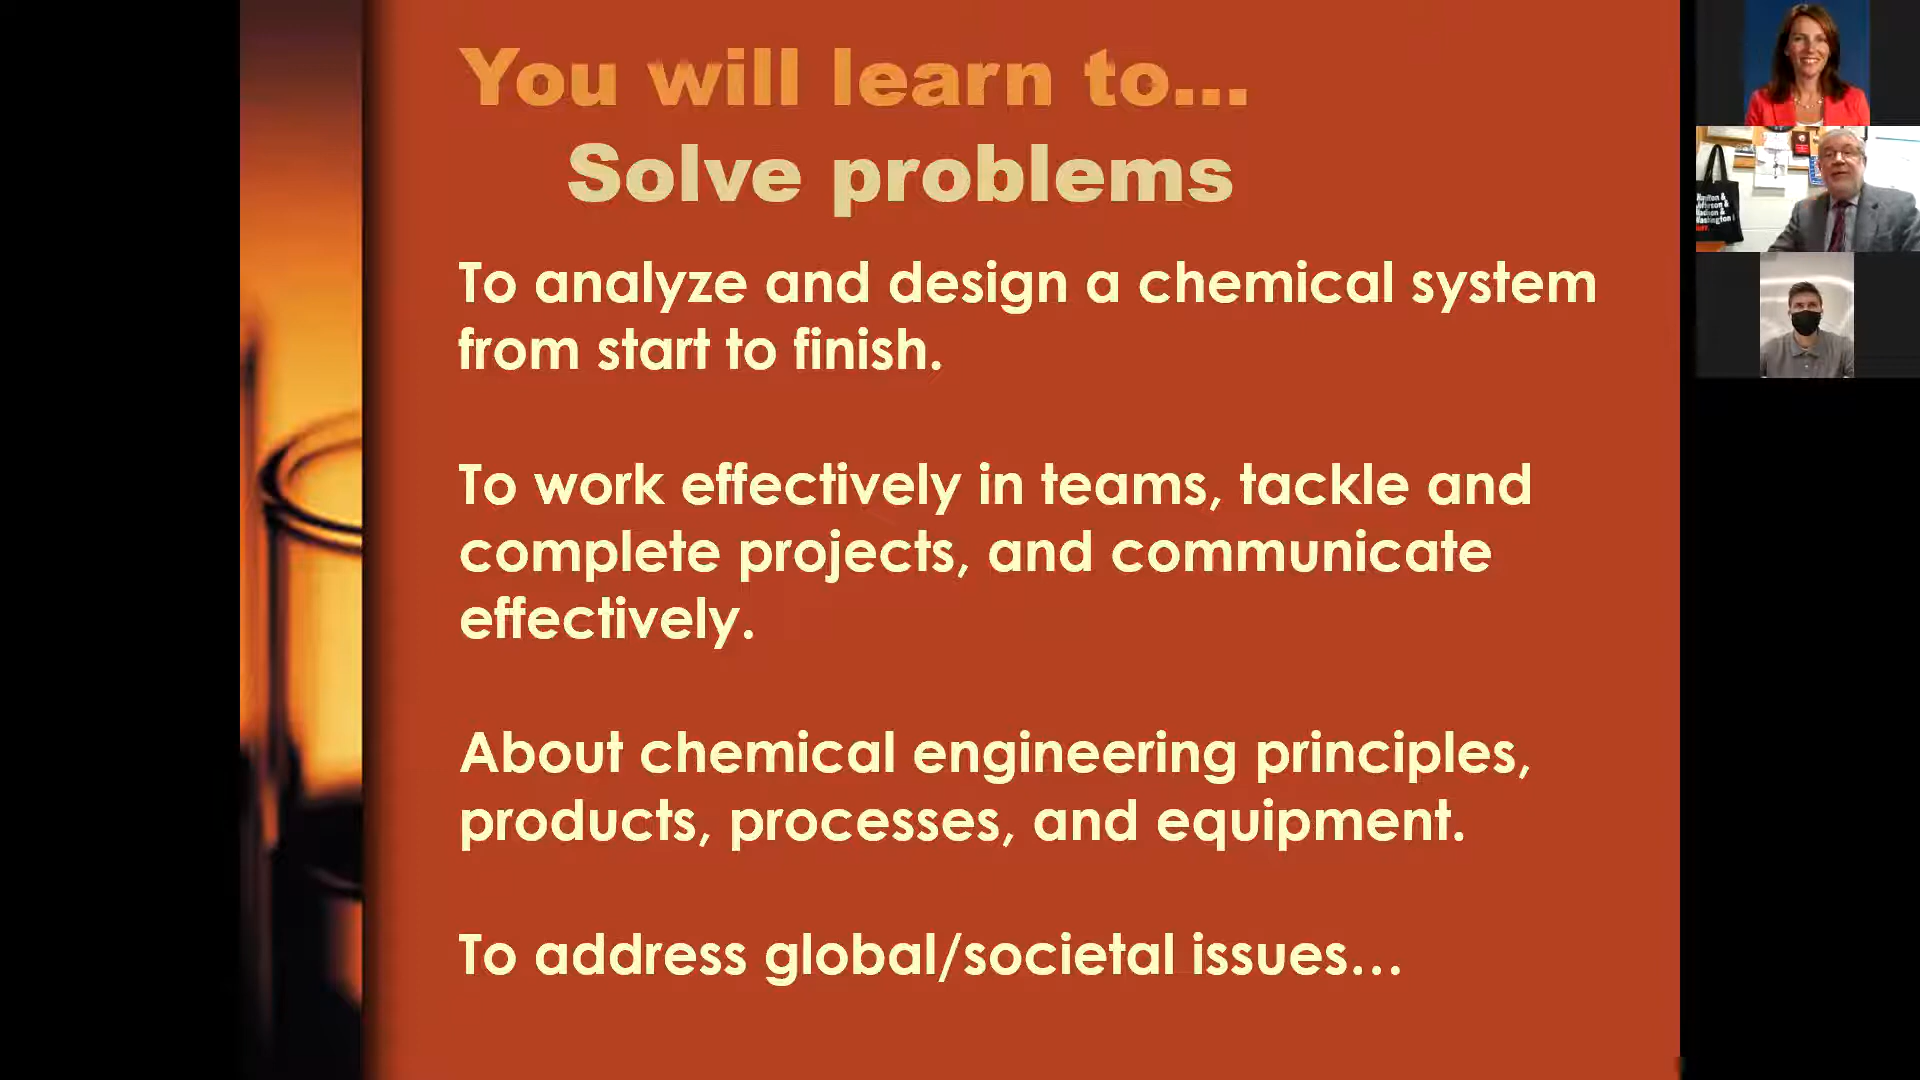 You will learn to...
Solve problems
To analyze and design a chemical system
from start to finish.
To work effectively in teams, tackle and
complete projects, and communicate
effectively.
About chemical engineering principles,
products, processes, and equipment.
To address global/societal issues...